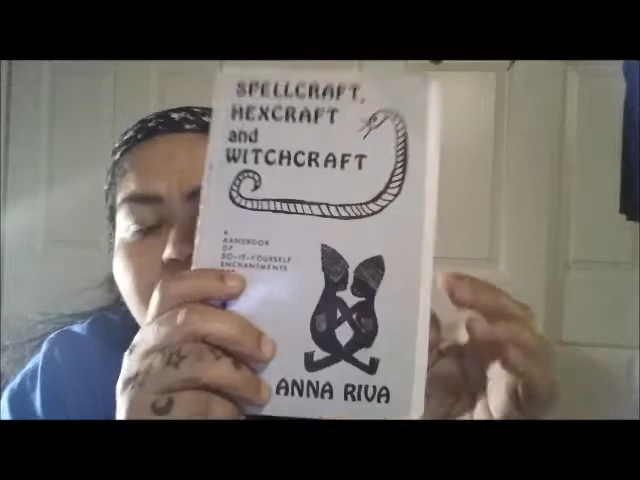 SPELLCRAFT,
HEXCRAFT
and
WITCHCRAFT
A
HANDBOOK
OF
DO-IT-YOURSELF
ENCHANTMENTS
ANNA RIVA